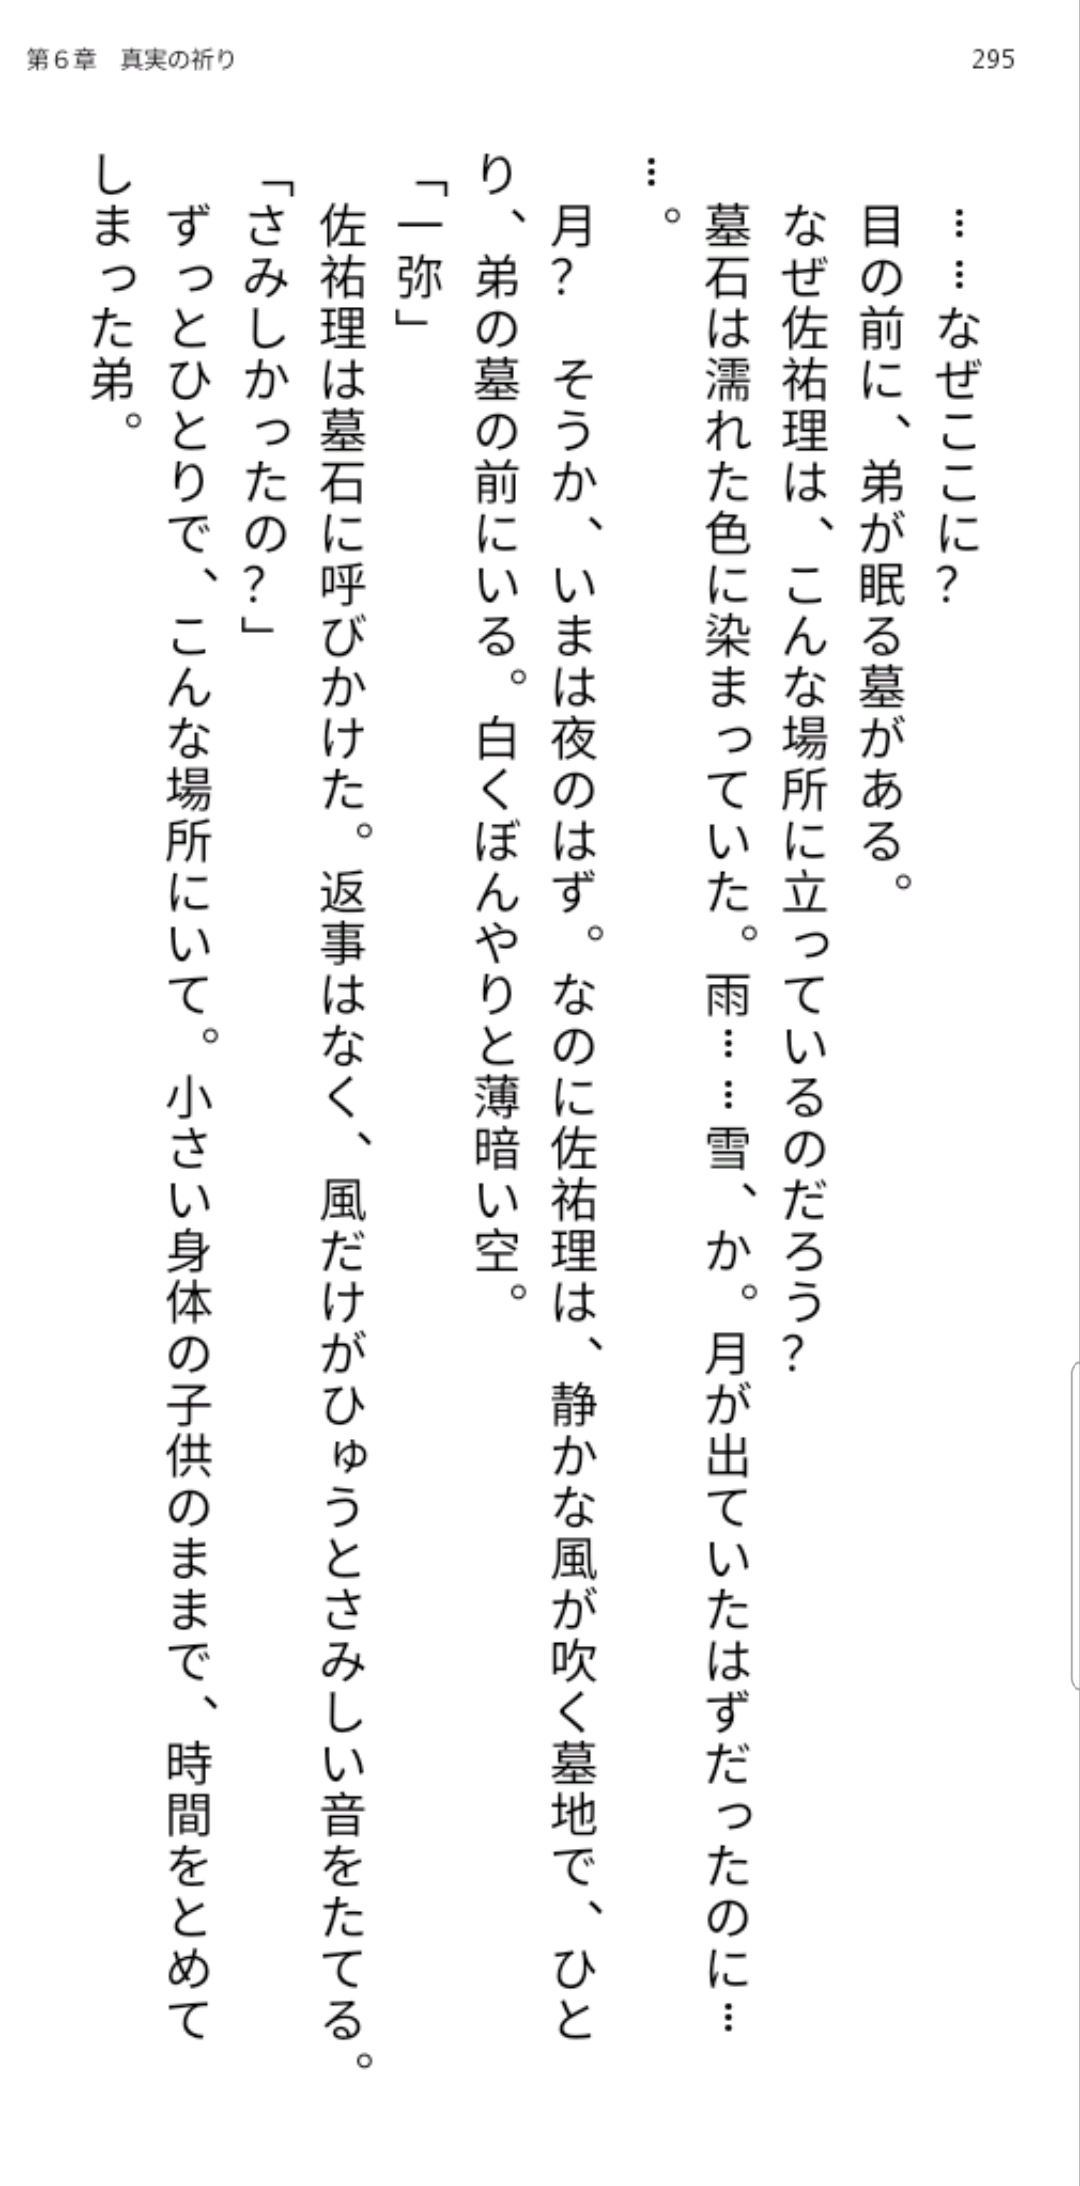 第６章　真実の祈り
295
　……なぜここに？
　目の前に、弟が眠る墓がある。
　なぜ佐祐理は、こんな場所に立っているのだろう？
　墓石は濡れた色に染まっていた。雨……雪、か。月が出ていたはずだったのに…
…。
　月？　そうか、いまは夜のはず。なのに佐祐理は、静かな風が吹く墓地で、ひと
り、弟の墓の前にいる。白くぼんやりと薄暗い空。
「一弥」
　佐祐理は墓石に呼びかけた。返事はなく、風だけがひゅうとさみしい音をたてる。
「さみしかったの？」
　ずっとひとりで、こんな場所にいて。小さい身体の子供のままで、時間をとめて
しまった弟。